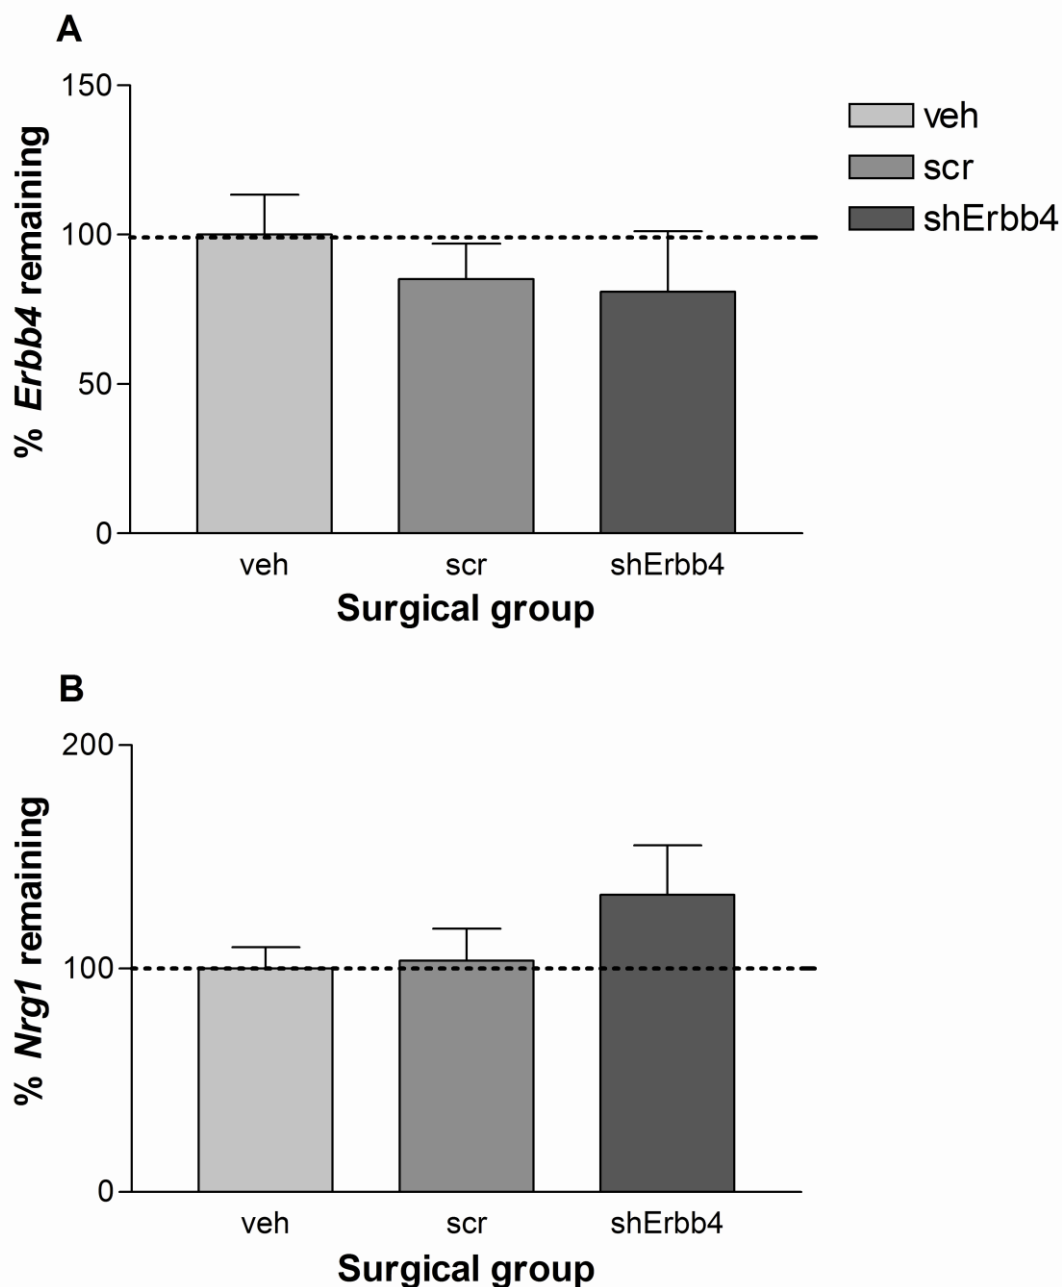 A
150
100
50
0
% Erbb4 remaining
veh
scr
shErbb4
veh
scr
shErbb4
Surgical group
B
200
100
0
% Nrg1 remaining
veh
scr
shErbb4
Surgical group